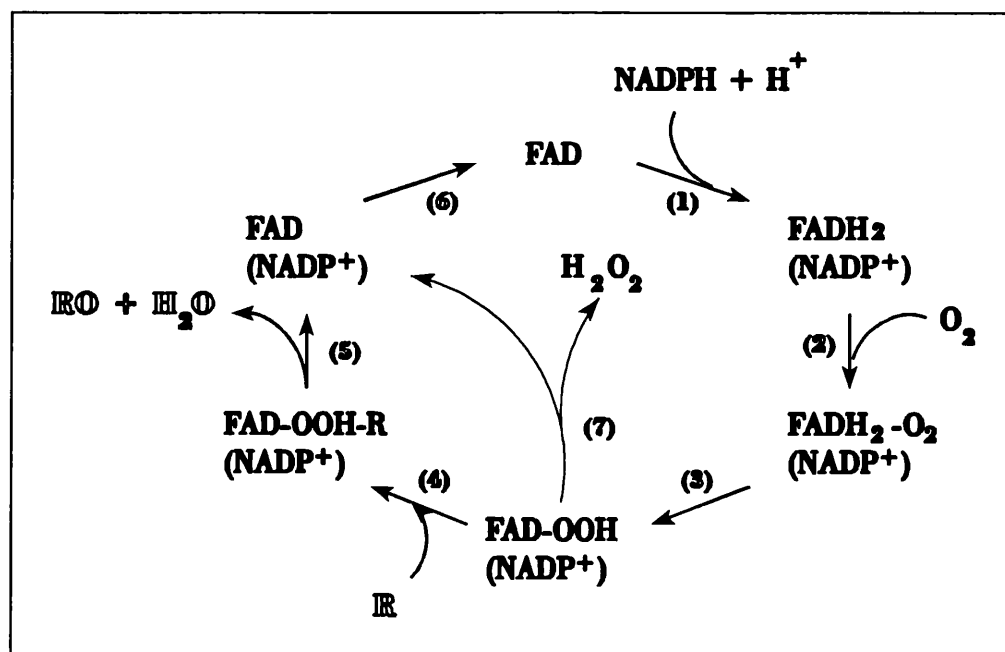 NADPH + H⁺
FAD
(6)
(1)
FAD
(NADP⁺)
FADH2
(NADP⁺)
H₂O₂
RO + H₂O
(5)
(2)
O₂
FAD-OOH-R
(NADP⁺)
(7)
FADH₂-O₂
(NADP⁺)
(4)
(3)
FAD-OOH
(NADP⁺)
R